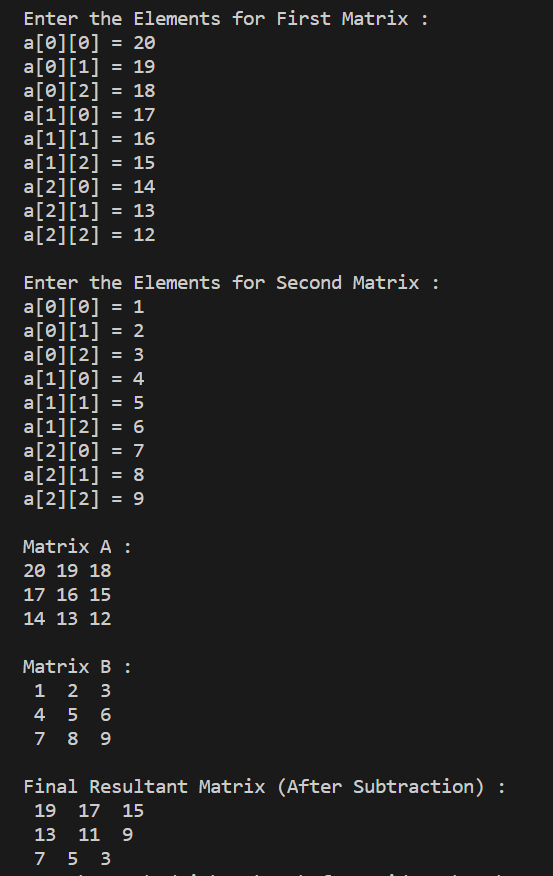 Enter the Elements for First Matrix :
a[0][0] = 20
a[0][1] = 19
a[0][2] = 18
a[1][0] = 17
a[1][1] = 16
a[1][2] = 15
a[2][0] = 14
a[2][1] = 13
a[2][2] = 12
Enter the Elements for Second Matrix :
a[0][0] = 1
a[0][1] = 2
a[0][2] = 3
a[1][0] = 4
a[1][1] = 5
a[1][2] = 6
a[2][0] = 7
a[2][1] = 8
a[2][2] = 9
Matrix A :
20 19 18
17 16 15
14 13 12
Matrix B :
 1  2  3
 4  5  6
 7  8  9
Final Resultant Matrix (After Subtraction) :
 19  17  15
 13  11  9
 7  5  3